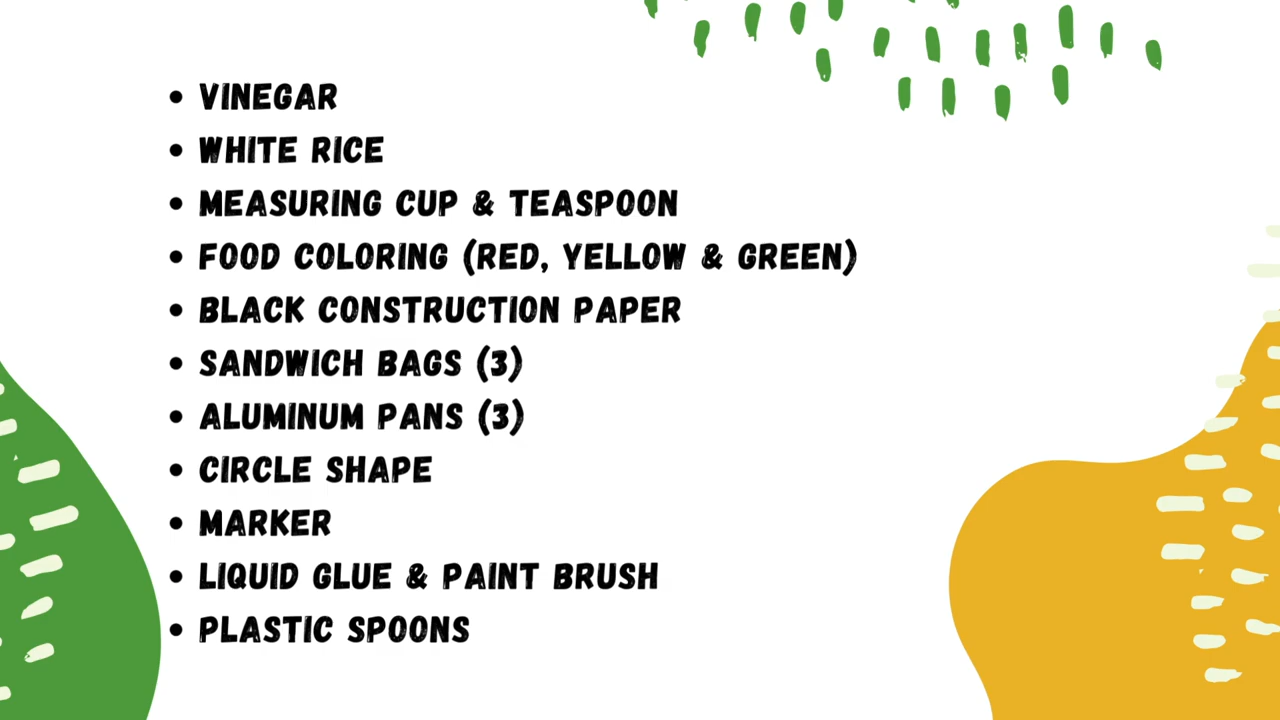 • VINEGAR
• WHITE RICE
• MEASURING CUP & TEASPOON
• FOOD COLORING (RED, YELLOW & GREEN)
• BLACK CONSTRUCTION PAPER
• SANDWICH BAGS (3)
• ALUMINUM PANS (3)
• CIRCLE SHAPE
• MARKER
• LIQUID GLUE & PAINT BRUSH
• PLASTIC SPOONS